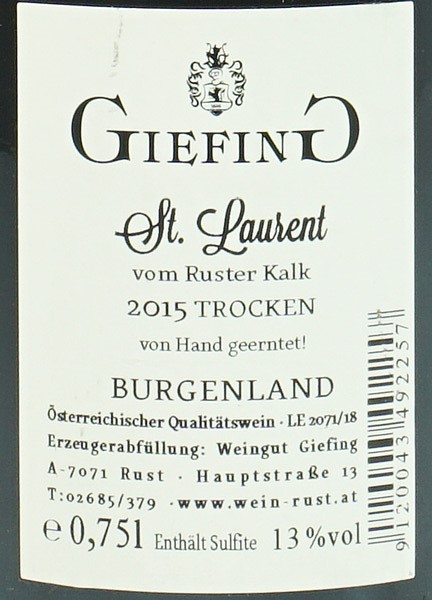 GIEFING
St. Laurent
vom Ruster Kalk
2015 TROCKEN
von Hand geerntet!
BURGENLAND
Österreichischer Qualitätswein · LE 2071/18
Erzeugerabfüllung: Weingut Giefing
A-7071 Rust · Hauptstraße 13
T:02685/379 ·www.wein-rust.at
e 0,75l Enthält Sulfite 13%vol
9120043492257